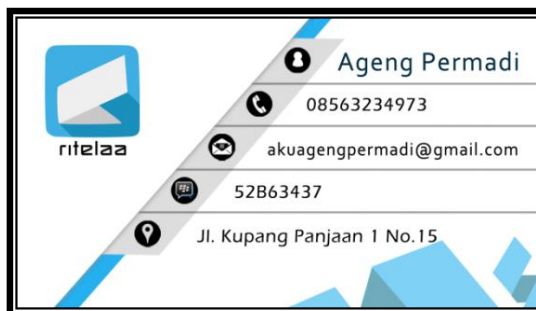 Ageng Permadi
08563234973
ritelaa
akuagengpermadi@gmail.com
52B63437
Jl. Kupang Panjaan 1 No.15